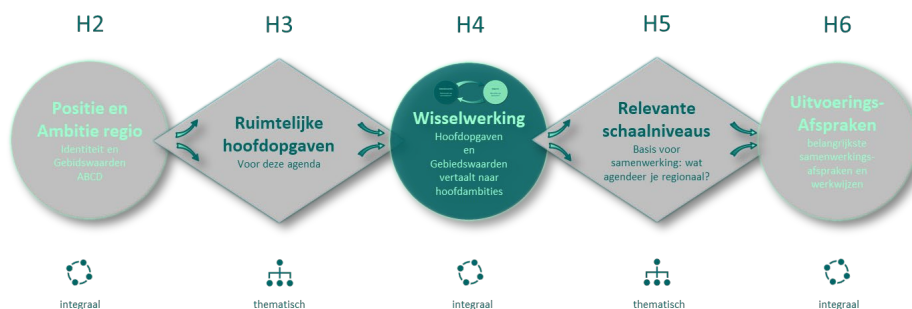 H2
H3
H4
H5
H6
Positie en
Ambitie regio
Identiteit en
Gebidswaarden
ABCD
Ruimtelijke
hoofdopgaven
Voor deze agenda
Wisselwerking
Hoofdopgaven
en
Gebiedswaarden
vertaalt naar
hoofdambities
Relevante
schaalniveaus
Basis voor
samenwerking: wat
agendeer je regionaal?
Uitvoerings-
Afspraken
belangrijkste
samenwerkings-
afspraken en
werkwijzen
integraal
thematisch
integraal
thematisch
integraal